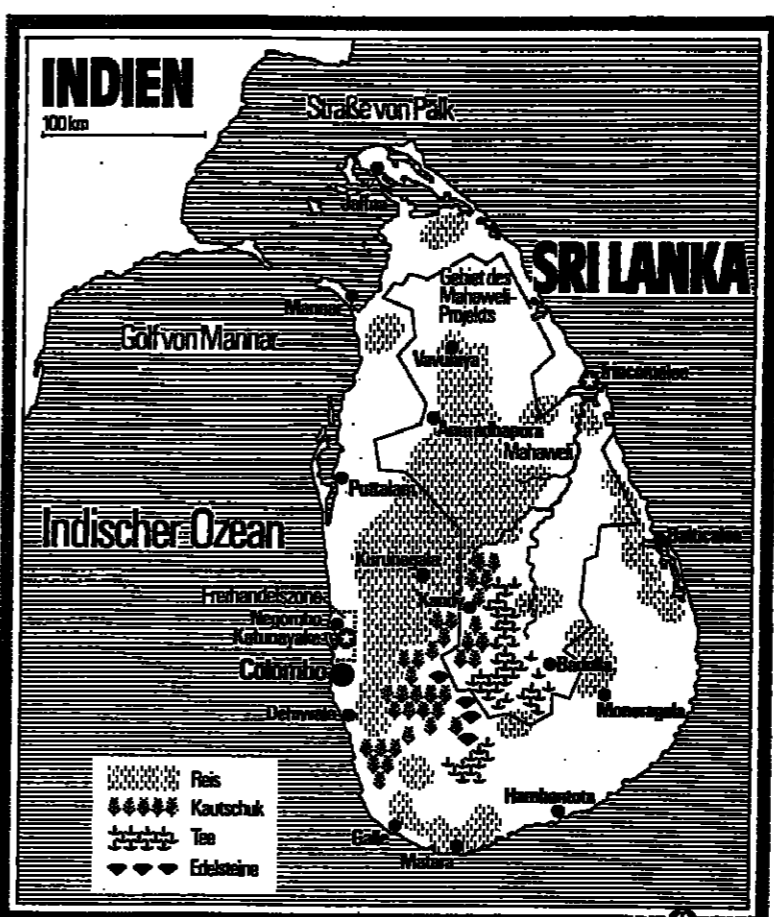 INDIEN
100 km
Straße von Palk
Jaffna
SRI LANKA
Gebiet des
Mahaweli-
Projekts
Mannar
Golf von Mannar
Vavuniya
Trincomalee
Anuradhapura
Mahaweli
Puttalam
Indischer Ozean
Batticaloa
Kurunegala
Freihandelszone
Kandy
Negombo
Katunayake
Badulla
Colombo
Moneragala
Dehiwala
Reis
Kautschuk
Tee
Edelsteine
Hambantota
Galle
Matara